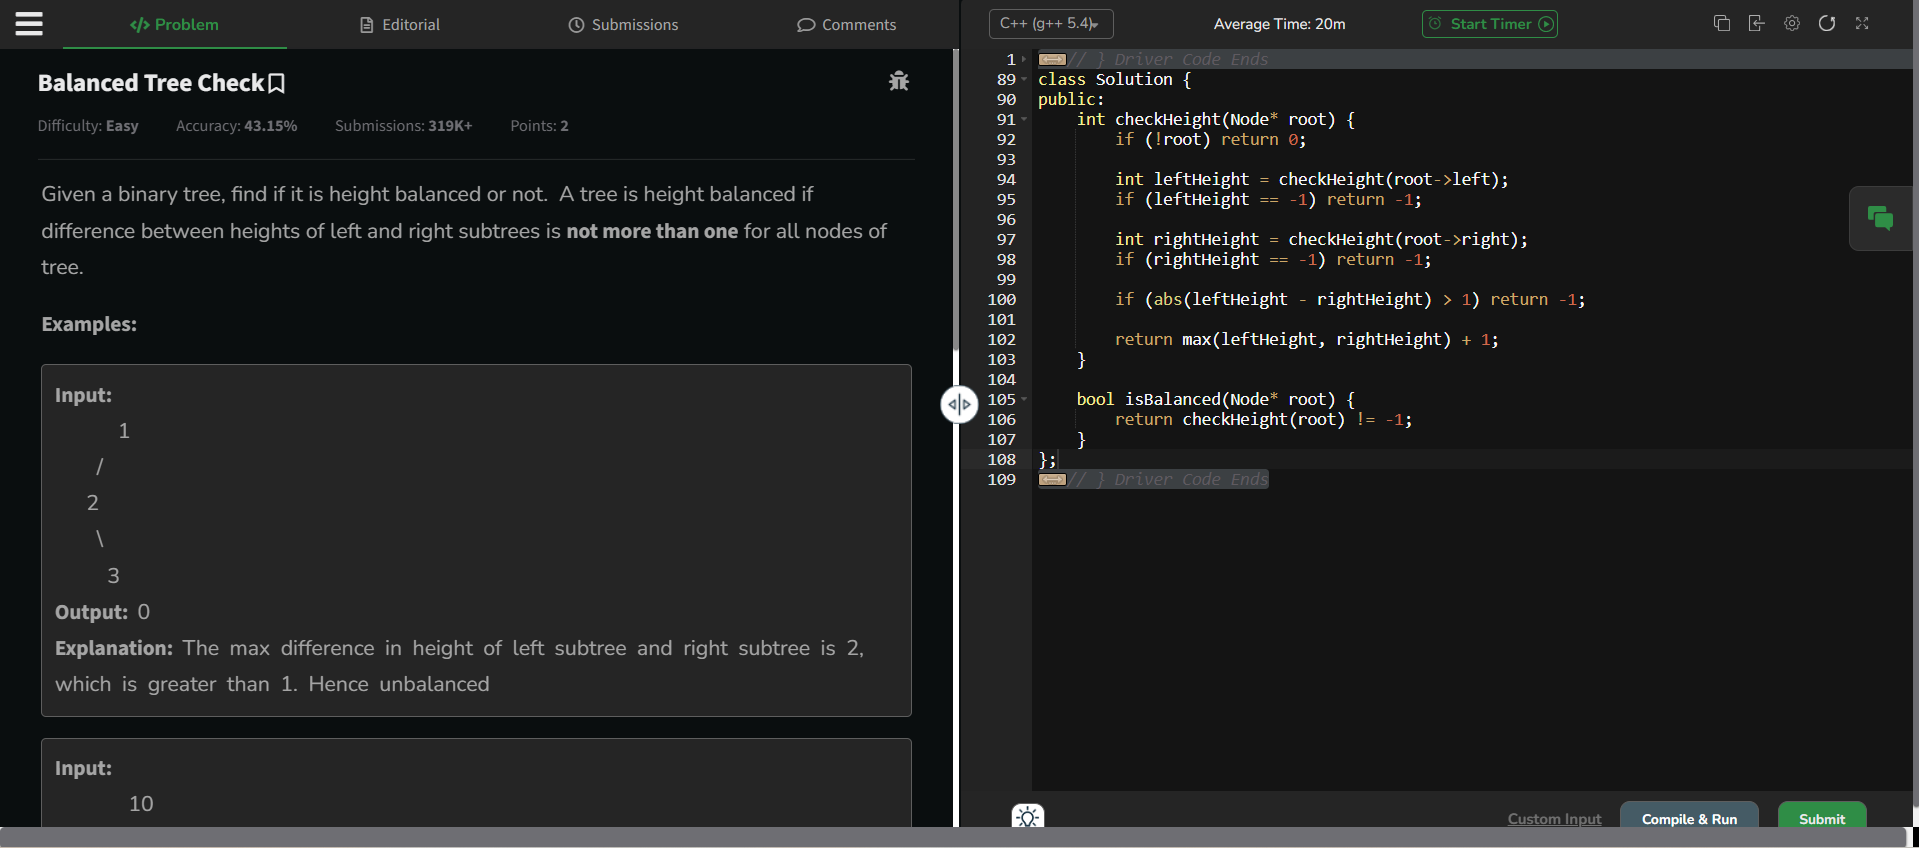 </> Problem
Editorial
Submissions
Comments
Balanced Tree Check
Difficulty: Easy Accuracy: 43.15% Submissions: 319K+ Points: 2
Given a binary tree, find if it is height balanced or not. A tree is height balanced if
difference between heights of left and right subtrees is not more than one for all nodes of
tree.
Examples:
Input:
1
/
2
\
3
Output: 0
Explanation: The max difference in height of left subtree and right subtree is 2,
which is greater than 1. Hence unbalanced
Input:
10
C++ (g++ 5.4)
Average Time: 20m
Start Timer
1 // } Driver Code Ends
89 class Solution {
90 public:
91 int checkHeight(Node* root) {
92 if (!root) return 0;
93
94 int leftHeight = checkHeight(root->left);
95 if (leftHeight == -1) return -1;
96
97 int rightHeight = checkHeight(root->right);
98 if (rightHeight == -1) return -1;
99
100 if (abs(leftHeight - rightHeight) > 1) return -1;
101
102 return max(leftHeight, rightHeight) + 1;
103 }
104
105 bool isBalanced(Node* root) {
106 return checkHeight(root) != -1;
107 }
108 };
109 // } Driver Code Ends
Custom Input
Compile & Run
Submit